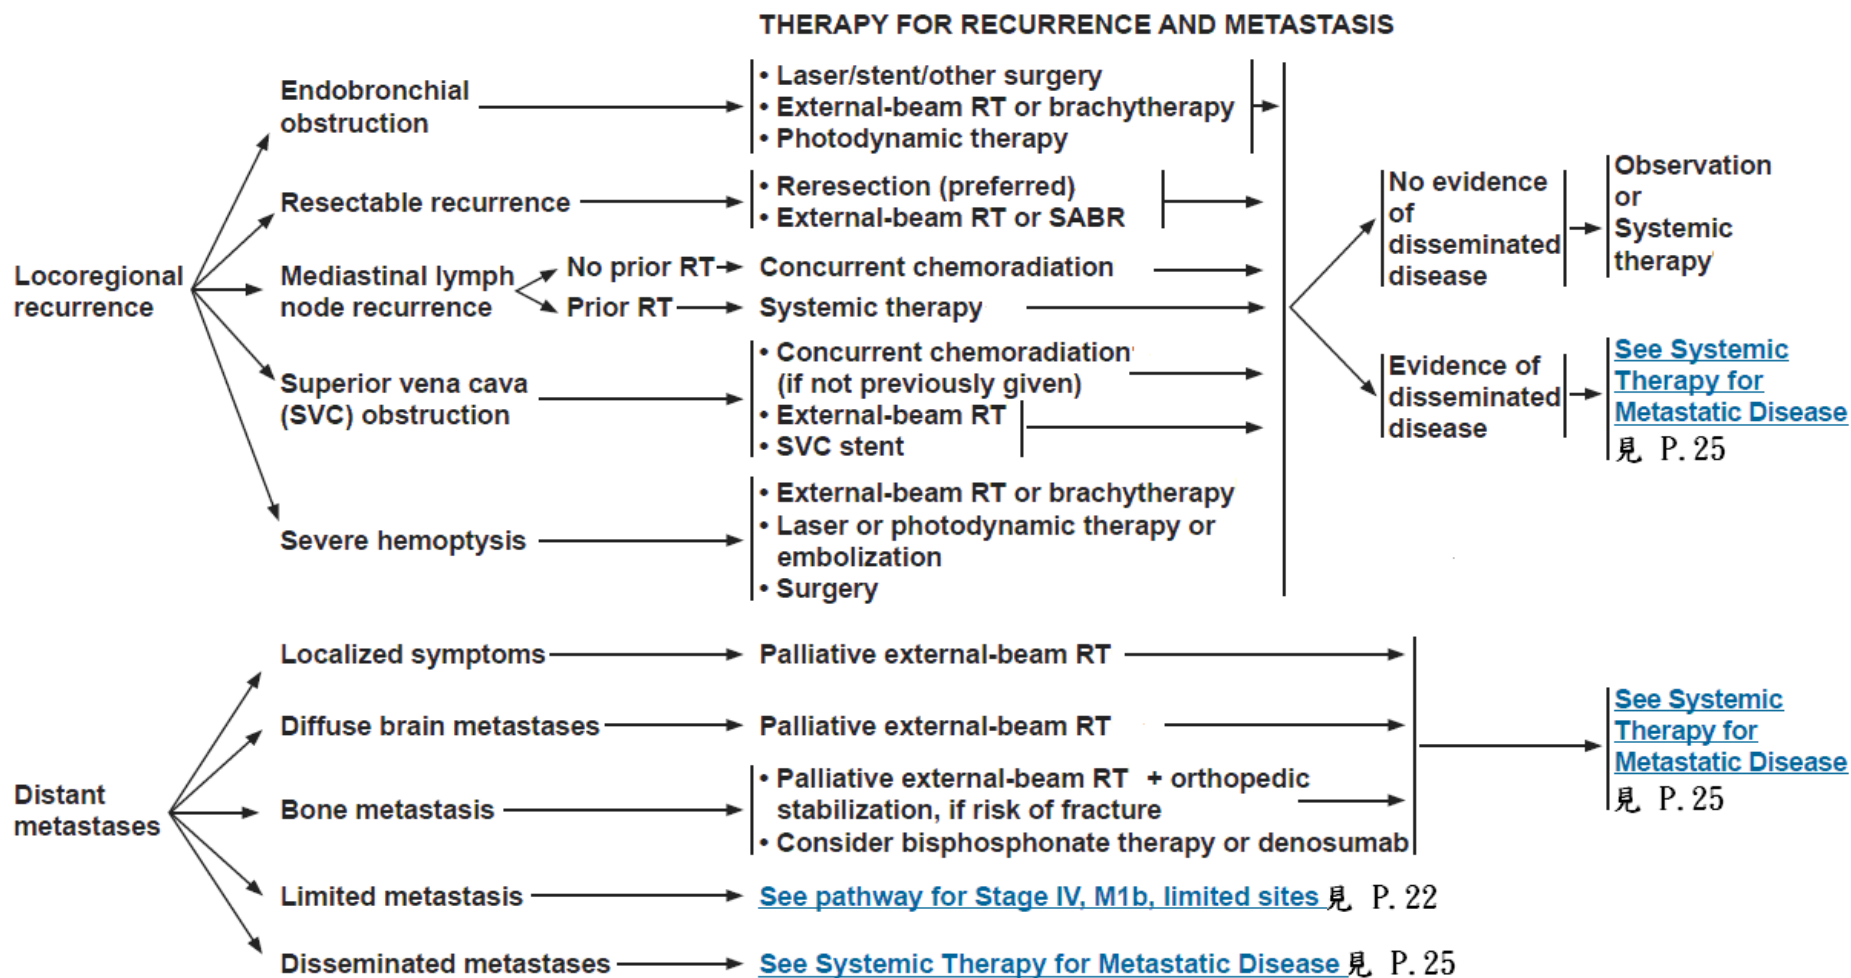 THERAPY FOR RECURRENCE AND METASTASIS
Locoregional
recurrence
Endobronchial
obstruction
• Laser/stent/other surgery
• External-beam RT or brachytherapy
• Photodynamic therapy
Resectable recurrence
• Reresection (preferred)
• External-beam RT or SABR
Mediastinal lymph
node recurrence
No prior RT
Concurrent chemoradiation
Prior RT
Systemic therapy
Superior vena cava
(SVC) obstruction
• Concurrent chemoradiation
(if not previously given)
• External-beam RT
• SVC stent
Severe hemoptysis
• External-beam RT or brachytherapy
• Laser or photodynamic therapy or
embolization
• Surgery
No evidence
of
disseminated
disease
Observation
or
Systemic
therapy
Evidence of
disseminated
disease
See Systemic
Therapy for
Metastatic Disease
見 P.25
Distant
metastases
Localized symptoms
Palliative external-beam RT
Diffuse brain metastases
Palliative external-beam RT
Bone metastasis
• Palliative external-beam RT + orthopedic
stabilization, if risk of fracture
• Consider bisphosphonate therapy or denosumab
See Systemic
Therapy for
Metastatic Disease
見 P.25
Limited metastasis
See pathway for Stage IV, M1b, limited sites 見 P.22
Disseminated metastases
See Systemic Therapy for Metastatic Disease 見 P.25